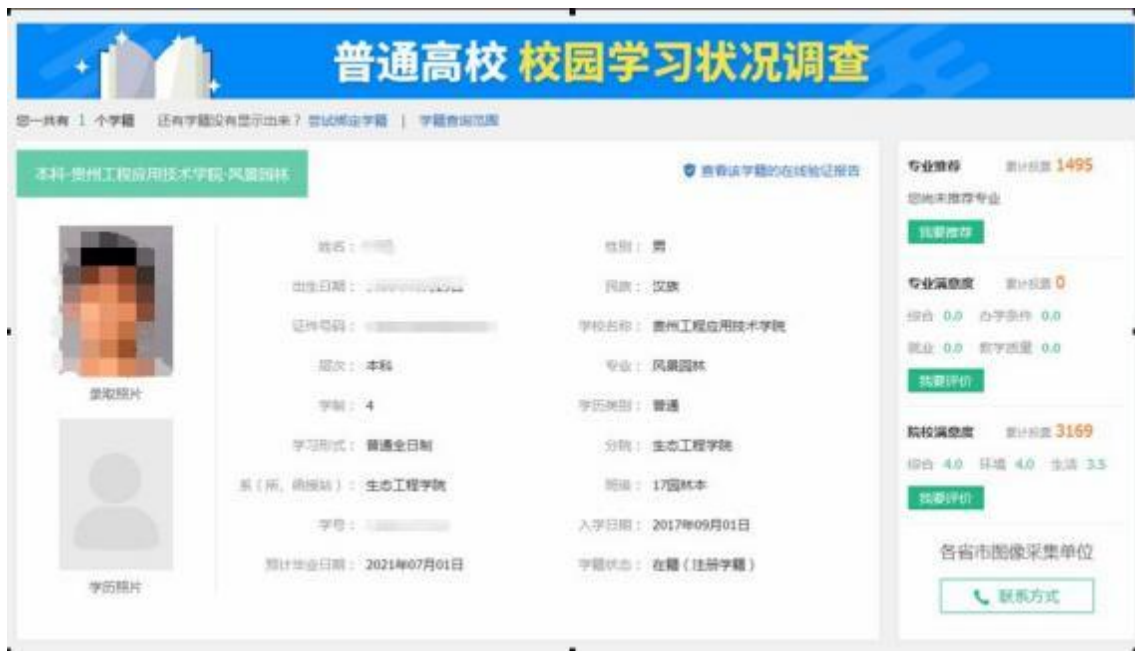 普通高校 校园学习状况调查
您一共有 1 个学籍 还有学籍没有显示出来？ 尝试绑定学籍 | 学籍查询范围
本科-贵州工程应用技术学院-风景园林
查看该学籍的在线验证报告
录取照片
学历照片
姓名：
性别： 男
出生日期：
民族： 汉族
证件号码：
学校名称： 贵州工程应用技术学院
层次： 本科
专业： 风景园林
学制： 4
学历类别： 普通
学习形式： 普通全日制
分院： 生态工程学院
系（所、函授站）： 生态工程学院
班级： 17园林本
学号：
入学日期： 2017年09月01日
预计毕业日期： 2021年07月01日
学籍状态： 在籍（注册学籍）
专业推荐 累计投票 1495
您尚未推荐专业
我要推荐
专业满意度 累计投票 0
综合 0.0 办学条件 0.0
就业 0.0 教学质量 0.0
我要评价
院校满意度 累计投票 3169
综合 4.0 环境 4.0 生活 3.5
我要评价
各省市图像采集单位
联系方式